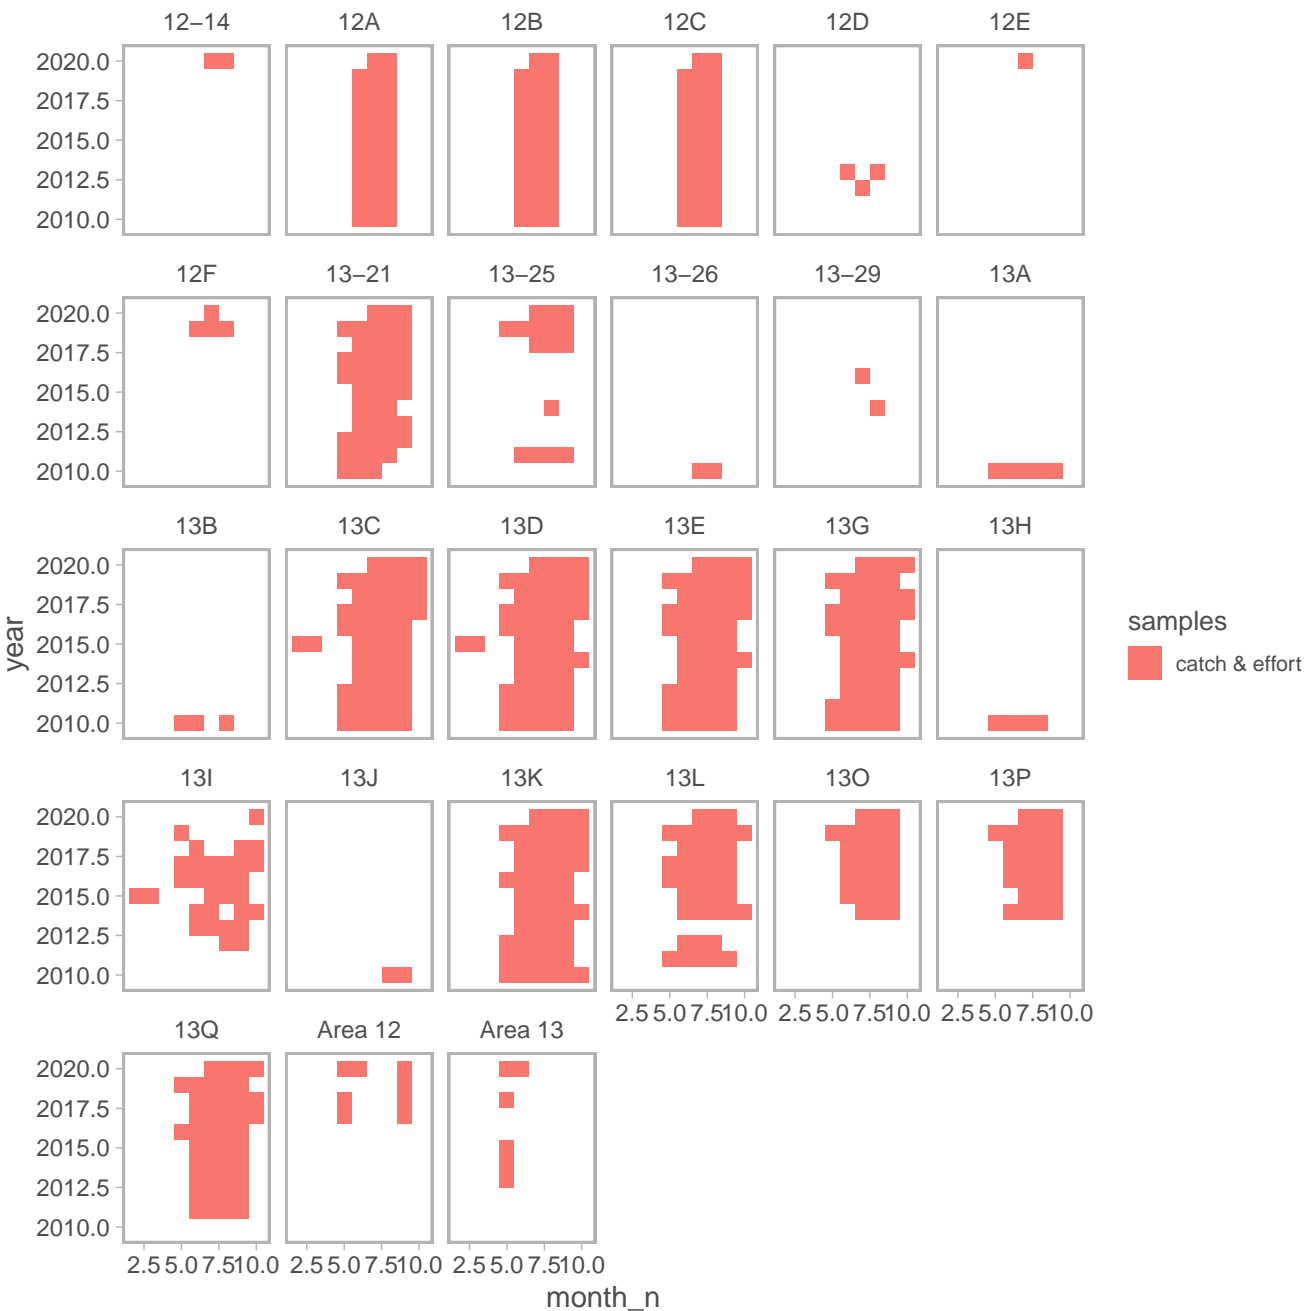 12–14 12A 12B 12C 12D 12E
2020.0
2017.5
2015.0
2012.5
2010.0
12F 13–21 13–25 13–26 13–29 13A
2020.0
2017.5
2015.0
2012.5
2010.0
13B 13C 13D 13E 13G 13H
2020.0
2017.5
2015.0
2012.5
2010.0
year
samples
catch & effort
13I 13J 13K 13L 13O 13P
2020.0
2017.5
2015.0
2012.5
2010.0
2.5 5.0 7.5 10.0 2.5 5.0 7.5 10.0 2.5 5.0 7.5 10.0
13Q Area 12 Area 13
2020.0
2017.5
2015.0
2012.5
2010.0
2.5 5.0 7.5 10.0 2.5 5.0 7.5 10.0 2.5 5.0 7.5 10.0
month_n